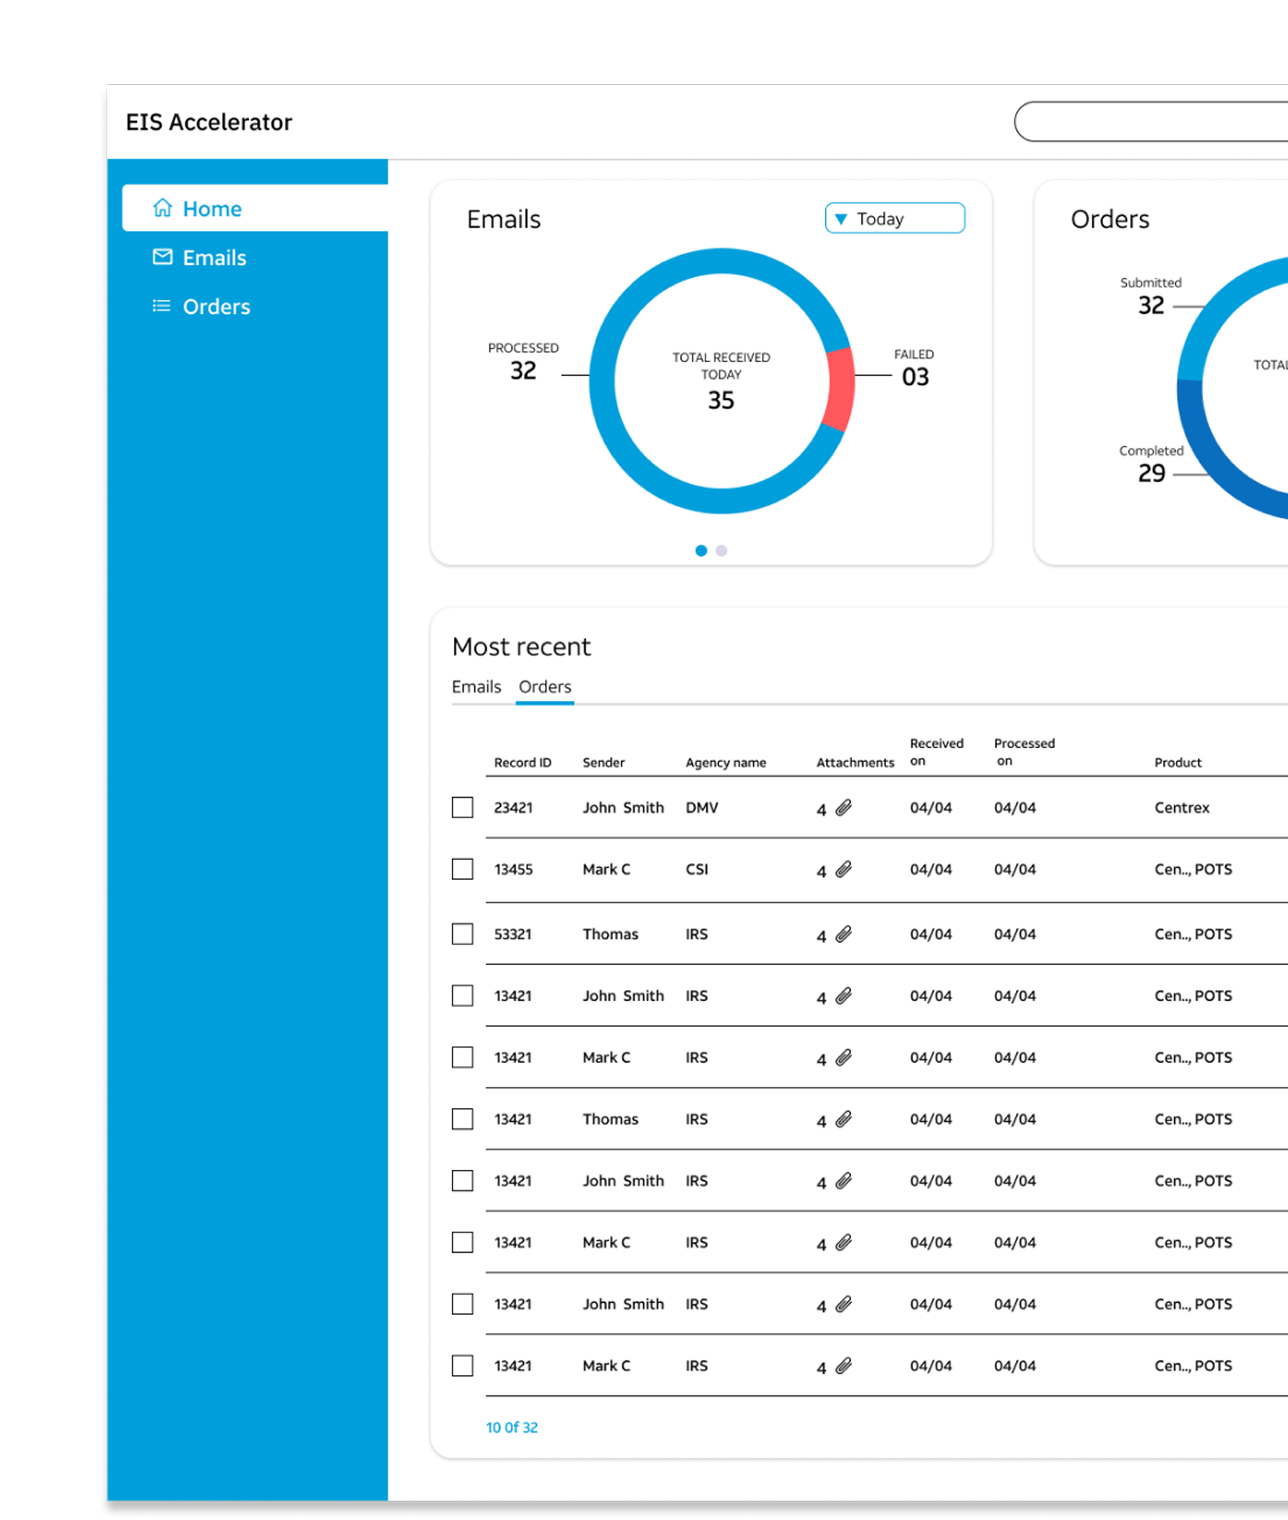 EIS Accelerator
Home
Emails
Orders
Emails
Today
PROCESSED
32
TOTAL RECEIVED
TODAY
35
FAILED
03
Orders
Submitted
32
Completed
29
Most recent
Emails Orders
Record ID Sender Agency name Attachments Received on Processed on Product
23421 John Smith DMV 4 04/04 04/04 Centrex
13455 Mark C CSI 4 04/04 04/04 Cen.., POTS
53321 Thomas IRS 4 04/04 04/04 Cen.., POTS
13421 John Smith IRS 4 04/04 04/04 Cen.., POTS
13421 Mark C IRS 4 04/04 04/04 Cen.., POTS
13421 Thomas IRS 4 04/04 04/04 Cen.., POTS
13421 John Smith IRS 4 04/04 04/04 Cen.., POTS
13421 Mark C IRS 4 04/04 04/04 Cen.., POTS
13421 John Smith IRS 4 04/04 04/04 Cen.., POTS
13421 Mark C IRS 4 04/04 04/04 Cen.., POTS
10 Of 32